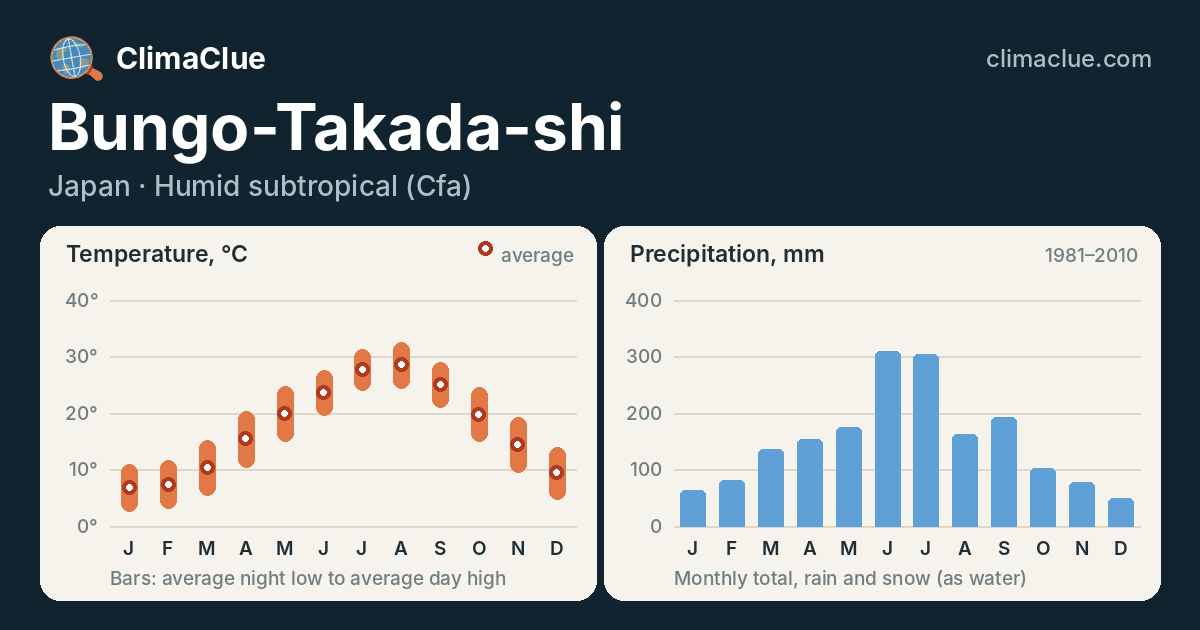 ClimaClue
climaclue.com
Bungo-Takada-shi
Japan · Humid subtropical (Cfa)
Temperature, °C
average
40°
30°
20°
10°
0°
J F M A M J J A S O N D
Bars: average night low to average day high
Precipitation, mm
1981–2010
400
300
200
100
0
J F M A M J J A S O N D
Monthly total, rain and snow (as water)